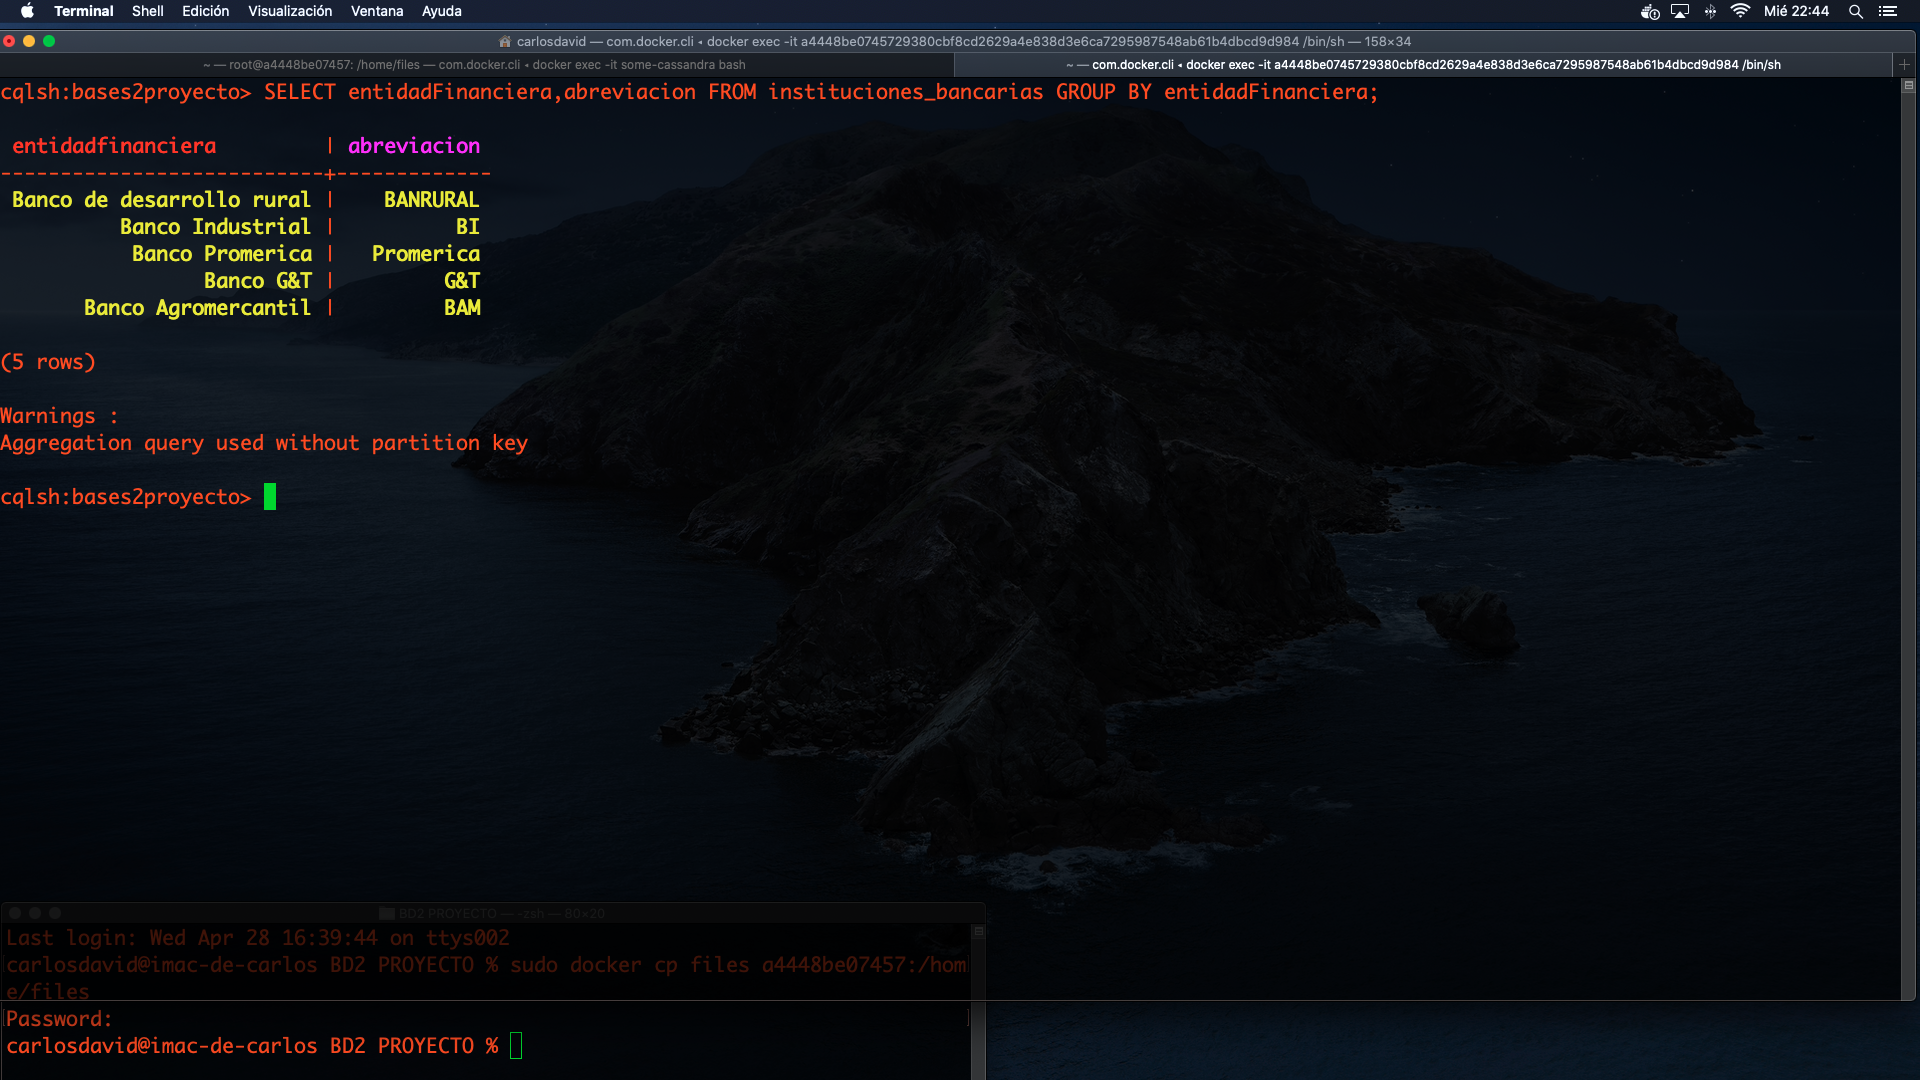 Terminal Shell Edición Visualización Ventana Ayuda Mié 22:44
carlosdavid — com.docker.cli ◂ docker exec -it a4448be0745729380cbf8cd2629a4e838d3e6ca7295987548ab61b4dbcd9d984 /bin/sh — 158×34
~ — root@a4448be07457: /home/files — com.docker.cli ◂ docker exec -it some-cassandra bash
~ — com.docker.cli ◂ docker exec -it a4448be0745729380cbf8cd2629a4e838d3e6ca7295987548ab61b4dbcd9d984 /bin/sh
cqlsh:bases2proyecto> SELECT entidadFinanciera,abreviacion FROM instituciones_bancarias GROUP BY entidadFinanciera;
entidadfinanciera | abreviacion
---------------------------+-------------
Banco de desarrollo rural | BANRURAL
Banco Industrial | BI
Banco Promerica | Promerica
Banco G&T | G&T
Banco Agromercantil | BAM
(5 rows)
Warnings :
Aggregation query used without partition key
cqlsh:bases2proyecto>
BD2 PROYECTO — -zsh — 80×20
Last login: Wed Apr 28 16:39:44 on ttys002
carlosdavid@imac-de-carlos BD2 PROYECTO % sudo docker cp files a4448be07457:/hom
e/files
Password:
carlosdavid@imac-de-carlos BD2 PROYECTO %